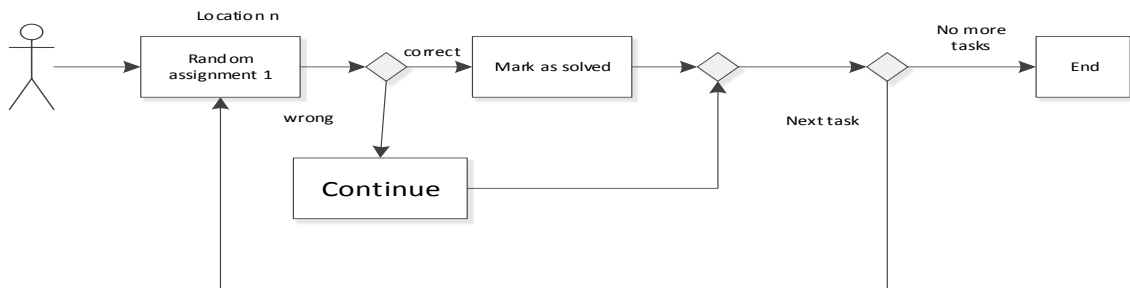 Location n
Random
assignment 1
correct
Mark as solved
No more
tasks
End
wrong
Next task
Continue